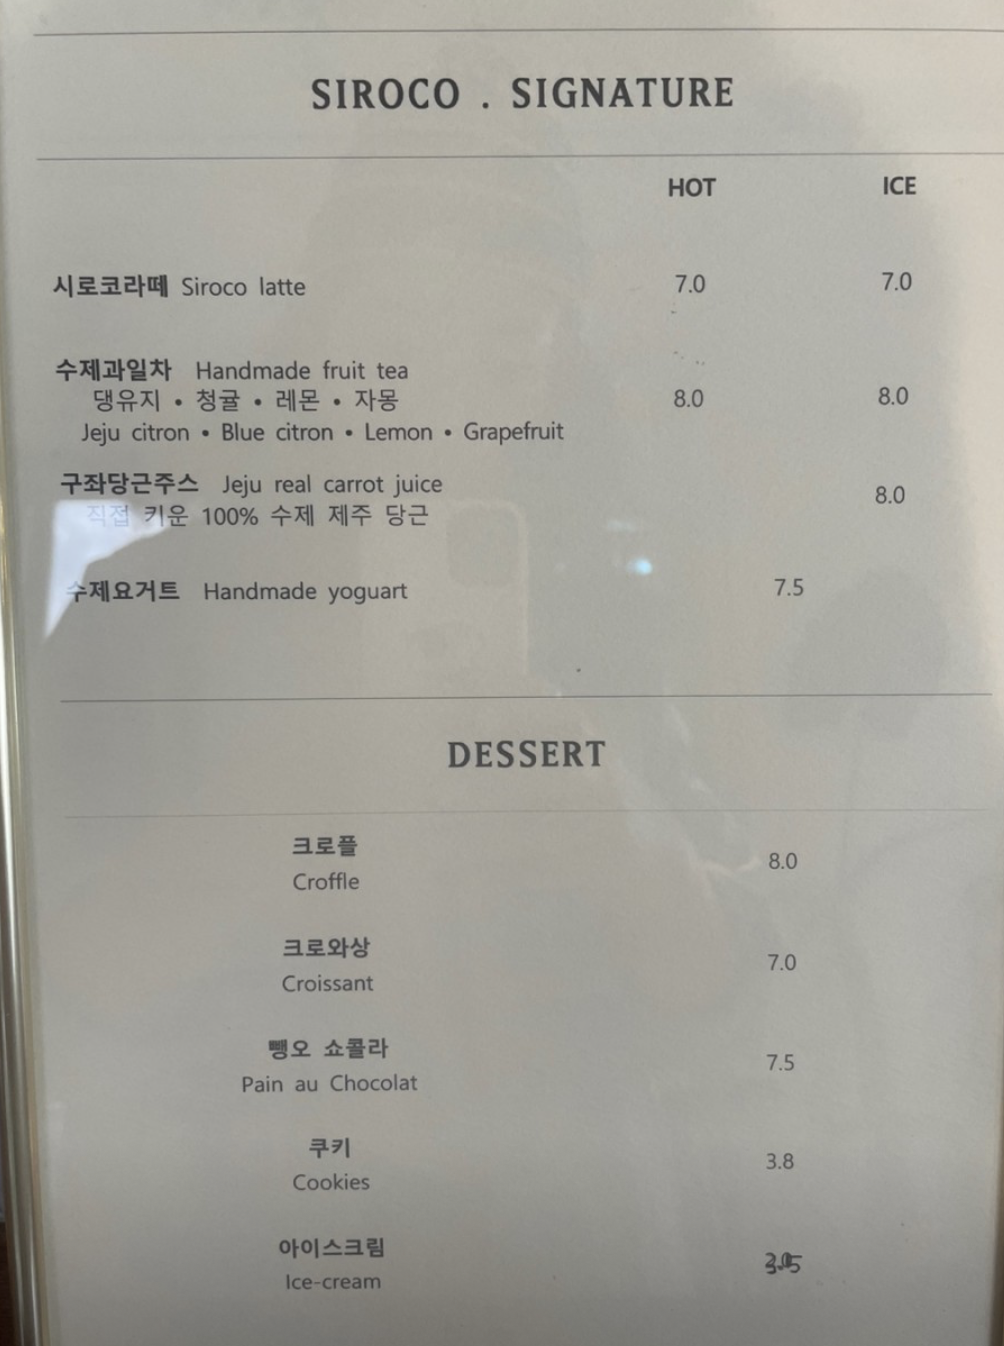 SIROCO . SIGNATURE
HOT ICE
시로코라떼 Siroco latte 7.0 7.0
수제과일차 Handmade fruit tea
댕유지 • 청귤 • 레몬 • 자몽 8.0 8.0
Jeju citron • Blue citron • Lemon • Grapefruit
구좌당근주스 Jeju real carrot juice 8.0
직접 키운 100% 수제 제주 당근
수제요거트 Handmade yoguart 7.5
DESSERT
크로플 8.0
Croffle
크로와상 7.0
Croissant
뺑오 쇼콜라 7.5
Pain au Chocolat
쿠키 3.8
Cookies
아이스크림
Ice-cream